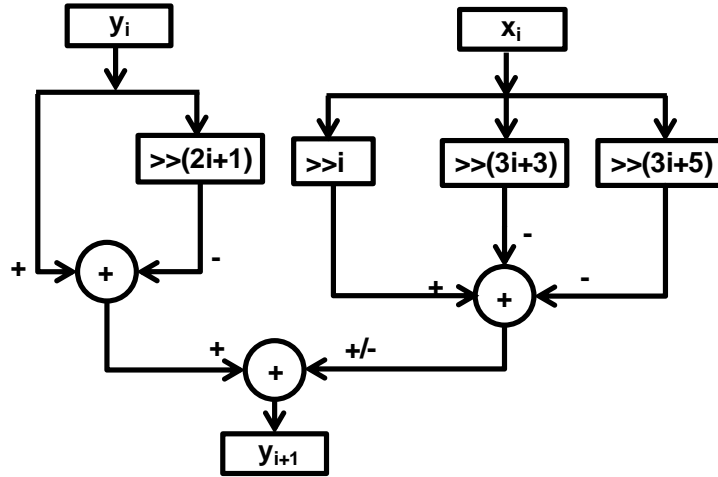 yᵢ
xᵢ
>>(2i+1)
>>i
>>(3i+3)
>>(3i+5)
-
+
+
-
+
+
-
+
+/-
+
yᵢ₊₁